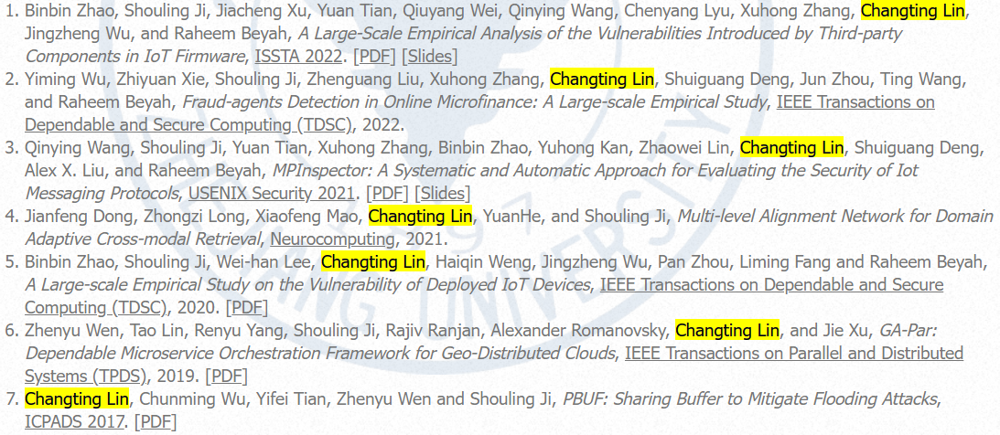 1. Binbin Zhao, Shouling Ji, Jiacheng Xu, Yuan Tian, Qiuyang Wei, Qinying Wang, Chenyang Lyu, Xuhong Zhang, Changting Lin,
Jingzheng Wu, and Raheem Beyah, A Large-Scale Empirical Analysis of the Vulnerabilities Introduced by Third-party
Components in IoT Firmware, ISSTA 2022. [PDF] [Slides]
2. Yiming Wu, Zhiyuan Xie, Shouling Ji, Zhenguang Liu, Xuhong Zhang, Changting Lin, Shuiguang Deng, Jun Zhou, Ting Wang,
and Raheem Beyah, Fraud-agents Detection in Online Microfinance: A Large-scale Empirical Study, IEEE Transactions on
Dependable and Secure Computing (TDSC), 2022.
3. Qinying Wang, Shouling Ji, Yuan Tian, Xuhong Zhang, Binbin Zhao, Yuhong Kan, Zhaowei Lin, Changting Lin, Shuiguang Deng,
Alex X. Liu, and Raheem Beyah, MPInspector: A Systematic and Automatic Approach for Evaluating the Security of Iot
Messaging Protocols, USENIX Security 2021. [PDF] [Slides]
4. Jianfeng Dong, Zhongzi Long, Xiaofeng Mao, Changting Lin, YuanHe, and Shouling Ji, Multi-level Alignment Network for Domain
Adaptive Cross-modal Retrieval, Neurocomputing, 2021.
5. Binbin Zhao, Shouling Ji, Wei-han Lee, Changting Lin, Haiqin Weng, Jingzheng Wu, Pan Zhou, Liming Fang and Raheem Beyah,
A Large-scale Empirical Study on the Vulnerability of Deployed IoT Devices, IEEE Transactions on Dependable and Secure
Computing (TDSC), 2020. [PDF]
6. Zhenyu Wen, Tao Lin, Renyu Yang, Shouling Ji, Rajiv Ranjan, Alexander Romanovsky, Changting Lin, and Jie Xu, GA-Par:
Dependable Microservice Orchestration Framework for Geo-Distributed Clouds, IEEE Transactions on Parallel and Distributed
Systems (TPDS), 2019. [PDF]
7. Changting Lin, Chunming Wu, Yifei Tian, Zhenyu Wen and Shouling Ji, PBUF: Sharing Buffer to Mitigate Flooding Attacks,
ICPADS 2017. [PDF]
UNIVERSITY